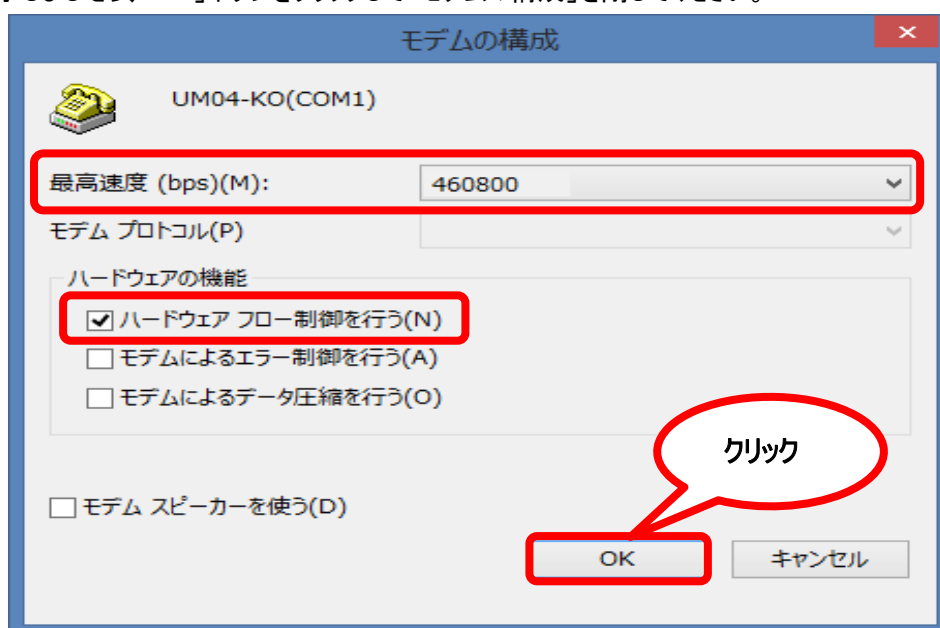 モデムの構成
UM04-KO(COM1)
最高速度 (bps)(M):
460800
モデム プロトコル(P)
ハードウェアの機能
ハードウェア フロー制御を行う(N)
モデムによるエラー制御を行う(A)
モデムによるデータ圧縮を行う(O)
クリック
モデム スピーカーを使う(D)
OK
キャンセル